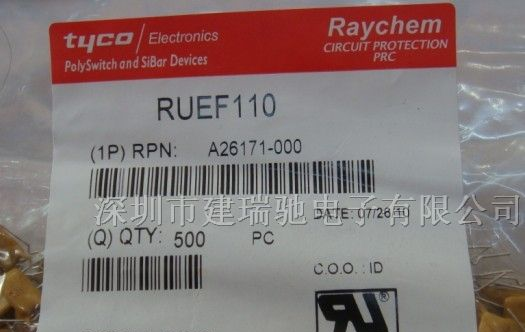 tyco / Electronics
PolySwitch and SiBar Devices
Raychem
CIRCUIT PROTECTION
PRC
RUEF110
(1P) RPN: A26171-000
深圳市建瑞驰电子有限公司
DATE: 07/26/10
(Q) QTY: 500 PC
C.O.O.: ID